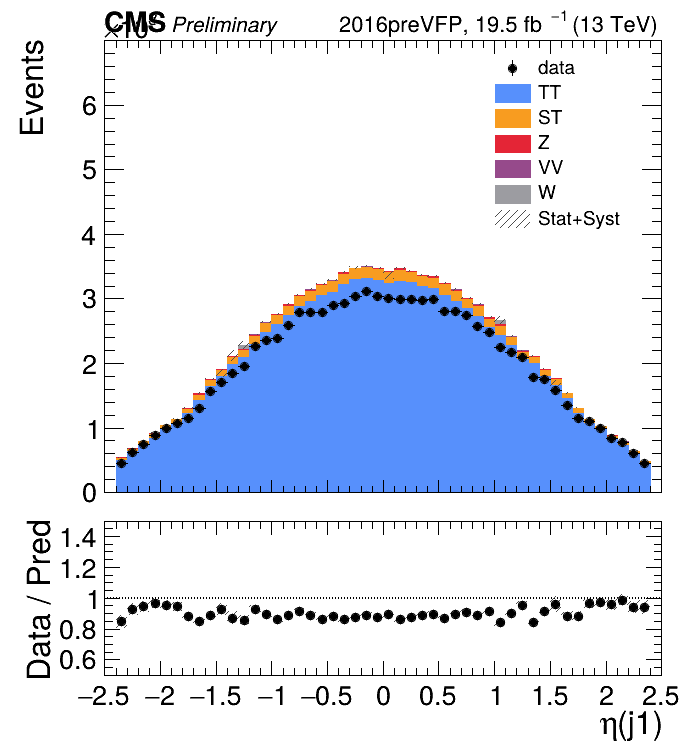 CMS Preliminary 2016preVFP, 19.5 fb⁻¹ (13 TeV)
Events
data
TT
ST
Z
VV
W
Stat+Syst
6
5
4
3
2
1
0
Data / Pred
1.4
1.2
1
0.8
0.6
−2.5 −2 −1.5 −1 −0.5 0 0.5 1 1.5 2 2.5
η(j1)